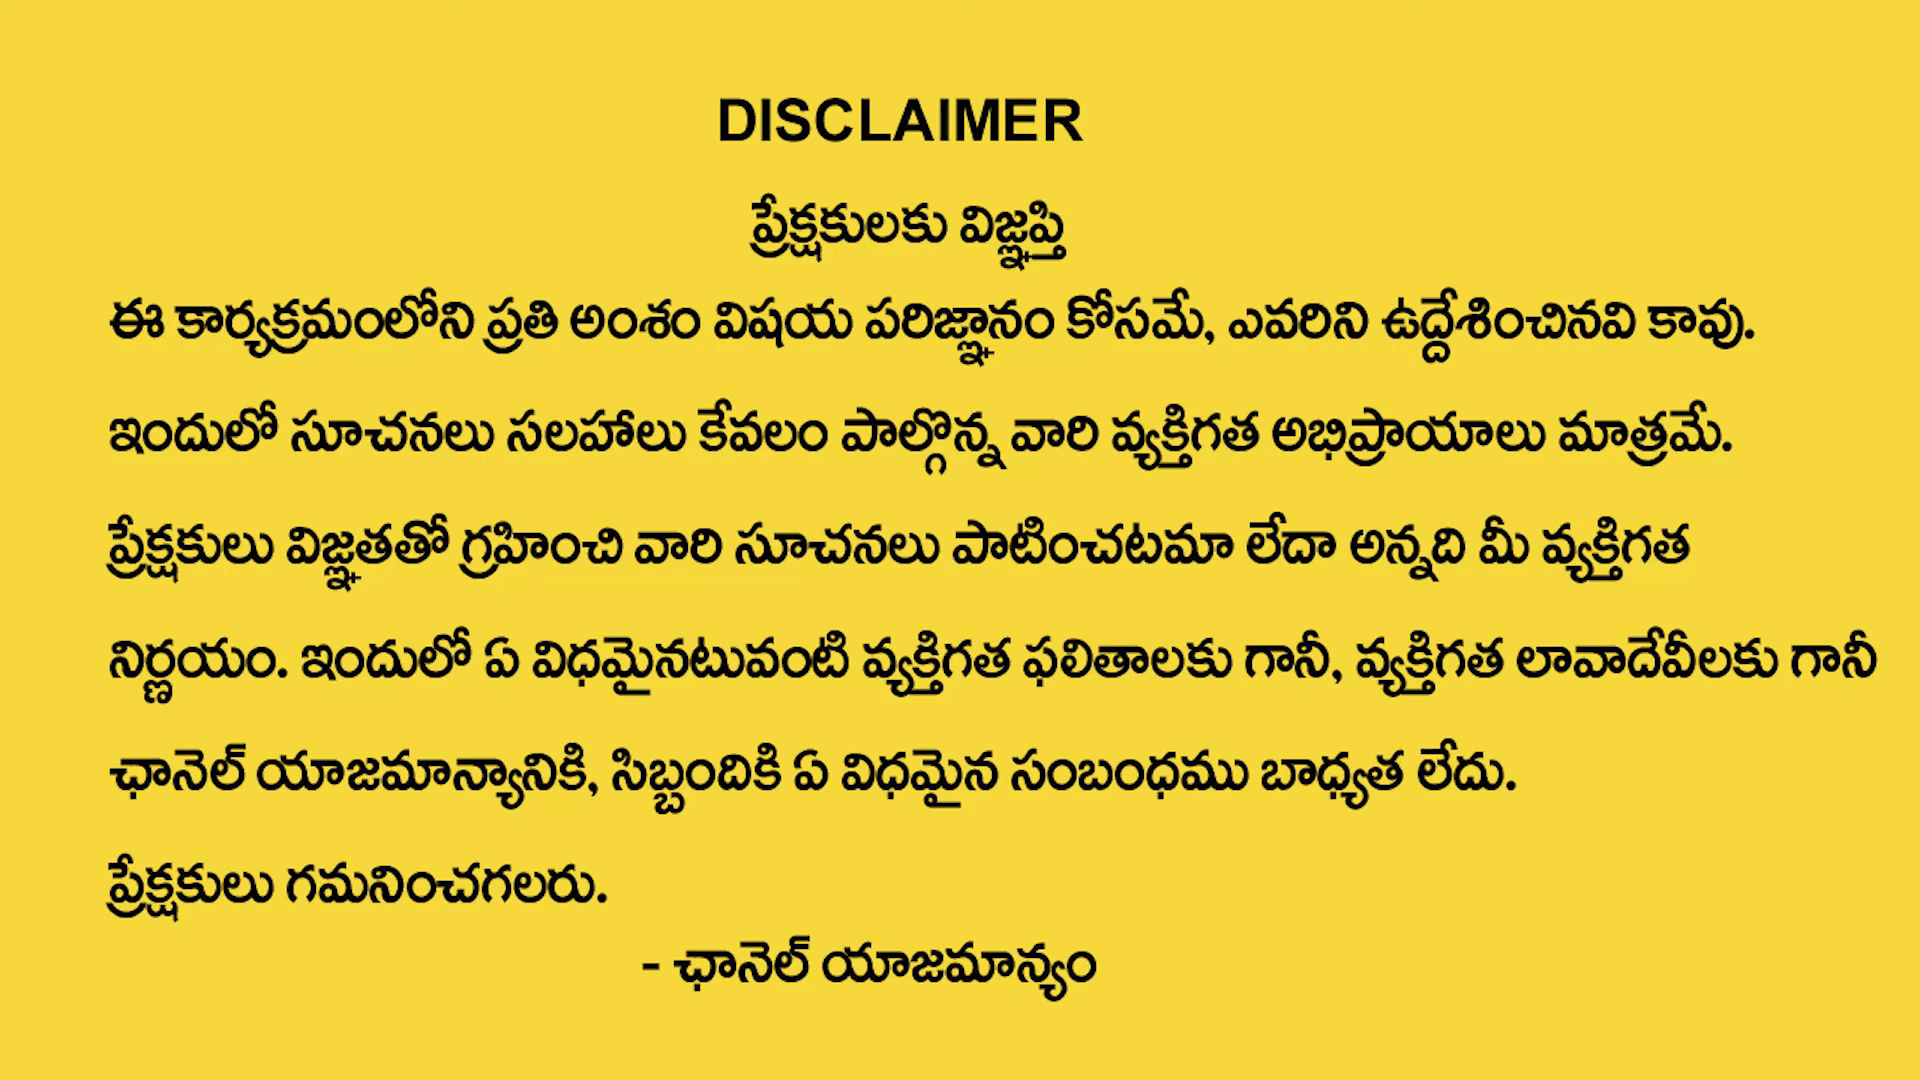 DISCLAIMER
ప్రేక్షకులకు విజ్ఞప్తి
ఈ కార్యక్రమంలోని ప్రతి అంశం విషయ పరిజ్ఞానం కోసమే, ఎవరిని ఉద్దేశించినవి కావు.
ఇందులో సూచనలు సలహాలు కేవలం పాల్గొన్న వారి వ్యక్తిగత అభిప్రాయాలు మాత్రమే.
ప్రేక్షకులు విజ్ఞతతో గ్రహించి వారి సూచనలు పాటించటమా లేదా అన్నది మీ వ్యక్తిగత
నిర్ణయం. ఇందులో ఏ విధమైనటువంటి వ్యక్తిగత ఫలితాలకు గానీ, వ్యక్తిగత లావాదేవీలకు గానీ
ఛానెల్ యాజమాన్యానికి, సిబ్బందికి ఏ విధమైన సంబంధము బాధ్యత లేదు.
ప్రేక్షకులు గమనించగలరు.
- ఛానెల్ యాజమాన్యం